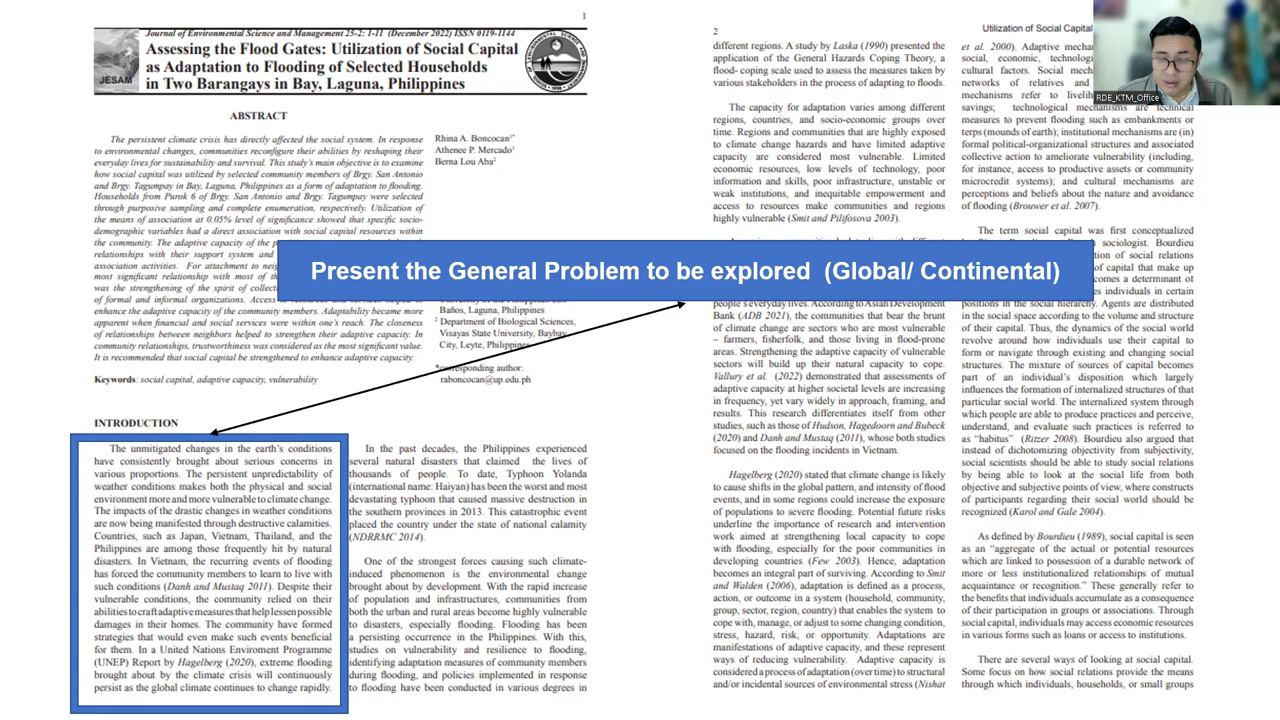 1
Journal of Environmental Science and Management 25-2: 1-11 (December 2022) ISSN 0119-1144
Assessing the Flood Gates: Utilization of Social Capital
as Adaptation to Flooding of Selected Households
in Two Barangays in Bay, Laguna, Philippines
JESAM
ABSTRACT
The persistent climate crisis has directly affected the social system. In response
to environmental changes, communities reconfigure their abilities by reshaping their
everyday lives for sustainability and survival. This study's main objective is to examine
how social capital was utilized by selected community members of Brgy. San Antonio
and Brgy. Tagumpay in Bay, Laguna, Philippines as a form of adaptation to flooding.
Households from Purok 6 of Brgy. San Antonio and Brgy. Tagumpay were selected
through purposive sampling and complete enumeration, respectively. Utilization of
the means of association at 0.05% level of significance showed that specific socio-
demographic variables had a direct association with social capital resources within
the community. The adaptive capacity of the
relationships with their support system and
association activities. For attachment to
most significant relationship with most of
was the strengthening of the spirit of
of formal and informal organizations.
enhance the adaptive capacity of the community members. Adaptability became more
apparent when financial and social services were within one's reach. The closeness
of relationships between neighbors helped to strengthen their adaptive capacity. In
community relationships, trustworthiness was considered as the most significant value.
It is recommended that social capital be strengthened to enhance adaptive capacity.
Keywords: social capital, adaptive capacity, vulnerability
Rhina A. Boncocan1*
Athene P. Mercado1
Berna Lou Aba2
Baños, Laguna, Philippines
2 Department of Biological Sciences,
Visayas State University, Baybay
City, Leyte, Philippines
*corresponding author:
raboncocan@up.edu.ph
Present the General Problem to be explored (Global/ Continental)
INTRODUCTION
The unmitigated changes in the earth's conditions
have consistently brought about serious concerns in
various proportions. The persistent unpredictability of
weather conditions makes both the physical and social
environment more and more vulnerable to climate change.
The impacts of the drastic changes in weather conditions
are now being manifested through destructive calamities.
Countries, such as Japan, Vietnam, Thailand, and the
Philippines are among those frequently hit by natural
disasters. In Vietnam, the recurring events of flooding
has forced the community members to learn to live with
such conditions (Danh and Mustaq 2011). Despite their
vulnerable conditions, the community relied on their
abilities to craft adaptive measures that help lessen possible
damages in their homes. The community have formed
strategies that would even make such events beneficial
for them. In a United Nations Enviroment Programme
(UNEP) Report by Hagelberg (2020), extreme flooding
brought about by the climate crisis will continuously
persist as the global climate continues to change rapidly.
In the past decades, the Philippines experienced
several natural disasters that claimed the lives of
thousands of people. To date, Typhoon Yolanda
(international name: Haiyan) has been the worst and most
devastating typhoon that caused massive destruction in
the southern provinces in 2013. This catastrophic event
placed the country under the state of national calamity
(NDRRMC 2014).
One of the strongest forces causing such climate-
induced phenomenon is the environmental change
brought about by development. With the rapid increase
of population and infrastructures, communities from
both the urban and rural areas become highly vulnerable
to disasters, especially flooding. Flooding has been
a persisting occurrence in the Philippines. With this,
studies on vulnerability and resilience to flooding,
identifying adaptation measures of community members
during flooding, and policies implemented in response
to flooding have been conducted in various degrees in
2
Utilization of Social Capital
different regions. A study by Laska (1990) presented the
application of the General Hazards Coping Theory, a
flood- coping scale used to assess the measures taken by
various stakeholders in the process of adapting to floods.
The capacity for adaptation varies among different
regions, countries, and socio-economic groups over
time. Regions and communities that are highly exposed
to climate change hazards and have limited adaptive
capacity are considered most vulnerable. Limited
economic resources, low levels of technology, poor
information and skills, poor infrastructure, unstable or
weak institutions, and inequitable empowerment and
access to resources make communities and regions
highly vulnerable (Smit and Pilifosova 2003).
people's everyday lives. According to Asian Development
Bank (ADB 2021), the communities that bear the brunt
of climate change are sectors who are most vulnerable
– farmers, fisherfolk, and those living in flood-prone
areas. Strengthening the adaptive capacity of vulnerable
sectors will build up their natural capacity to cope.
Vallury et al. (2022) demonstrated that assessments of
adaptive capacity at higher societal levels are increasing
in frequency, yet vary widely in approach, framing, and
results. This research differentiates itself from other
studies, such as those of Hudson, Hagedoorn and Bubeck
(2020) and Danh and Mustaq (2011), whose both studies
focused on the flooding incidents in Vietnam.
Hagelberg (2020) stated that climate change is likely
to cause shifts in the global pattern, and intensity of flood
events, and in some regions could increase the exposure
of populations to severe flooding. Potential future risks
underline the importance of research and intervention
work aimed at strengthening local capacity to cope
with flooding, especially for the poor communities in
developing countries (Few 2003). Hence, adaptation
becomes an integral part of surviving. According to Smit
and Walden (2006), adaptation is defined as a process,
action, or outcome in a system (household, community,
group, sector, region, country) that enables the system to
cope with, manage, or adjust to some changing condition,
stress, hazard, risk, or opportunity. Adaptations are
manifestations of adaptive capacity, and these represent
ways of reducing vulnerability. Adaptive capacity is
considered a process of adaptation (over time) to structural
and/or incidental sources of environmental stress (Nishat
et al. 2000). Adaptive
social, economic,
cultural factors. Social
networks of relatives and
mechanisms refer to
savings; technological mechanisms are technical
measures to prevent flooding such as embankments or
terps (mounds of earth); institutional mechanisms are (in)
formal political-organizational structures and associated
collective action to ameliorate vulnerability (including,
for instance, access to productive assets or community
microcredit systems); and cultural mechanisms are
perceptions and beliefs about the nature and avoidance
of flooding (Brouwer et al. 2007).
The term social capital was first conceptualized
sociologist. Bourdieu
tion of social relations
of capital that make up
comes a determinant of
es individuals in certain
positions in the social hierarchy. Agents are distributed
in the social space according to the volume and structure
of their capital. Thus, the dynamics of the social world
revolve around how individuals use their capital to
form or navigate through existing and changing social
structures. The mixture of sources of capital becomes
part of an individual's disposition which largely
influences the formation of internalized structures of that
particular social world. The internalized system through
which people are able to produce practices and perceive,
understand, and evaluate such practices is referred to
as "habitus" (Ritzer 2008). Bourdieu also argued that
instead of dichotomizing objectivity from subjectivity,
social scientists should be able to study social relations
by being able to look at the social life from both
objective and subjective points of view, where constructs
of participants regarding their social world should be
recognized (Karol and Gale 2004).
As defined by Bourdieu (1989), social capital is seen
as an "aggregate of the actual or potential resources
which are linked to possession of a durable network of
more or less institutionalized relationships of mutual
acquaintance or recognition." These generally refer to
the benefits that individuals accumulate as a consequence
of their participation in groups or associations. Through
social capital, individuals may access economic resources
in various forms such as loans or access to institutions.
There are several ways of looking at social capital.
Some focus on how social relations provide the means
through which individuals, households, or small groups
RDE_KTM_Office